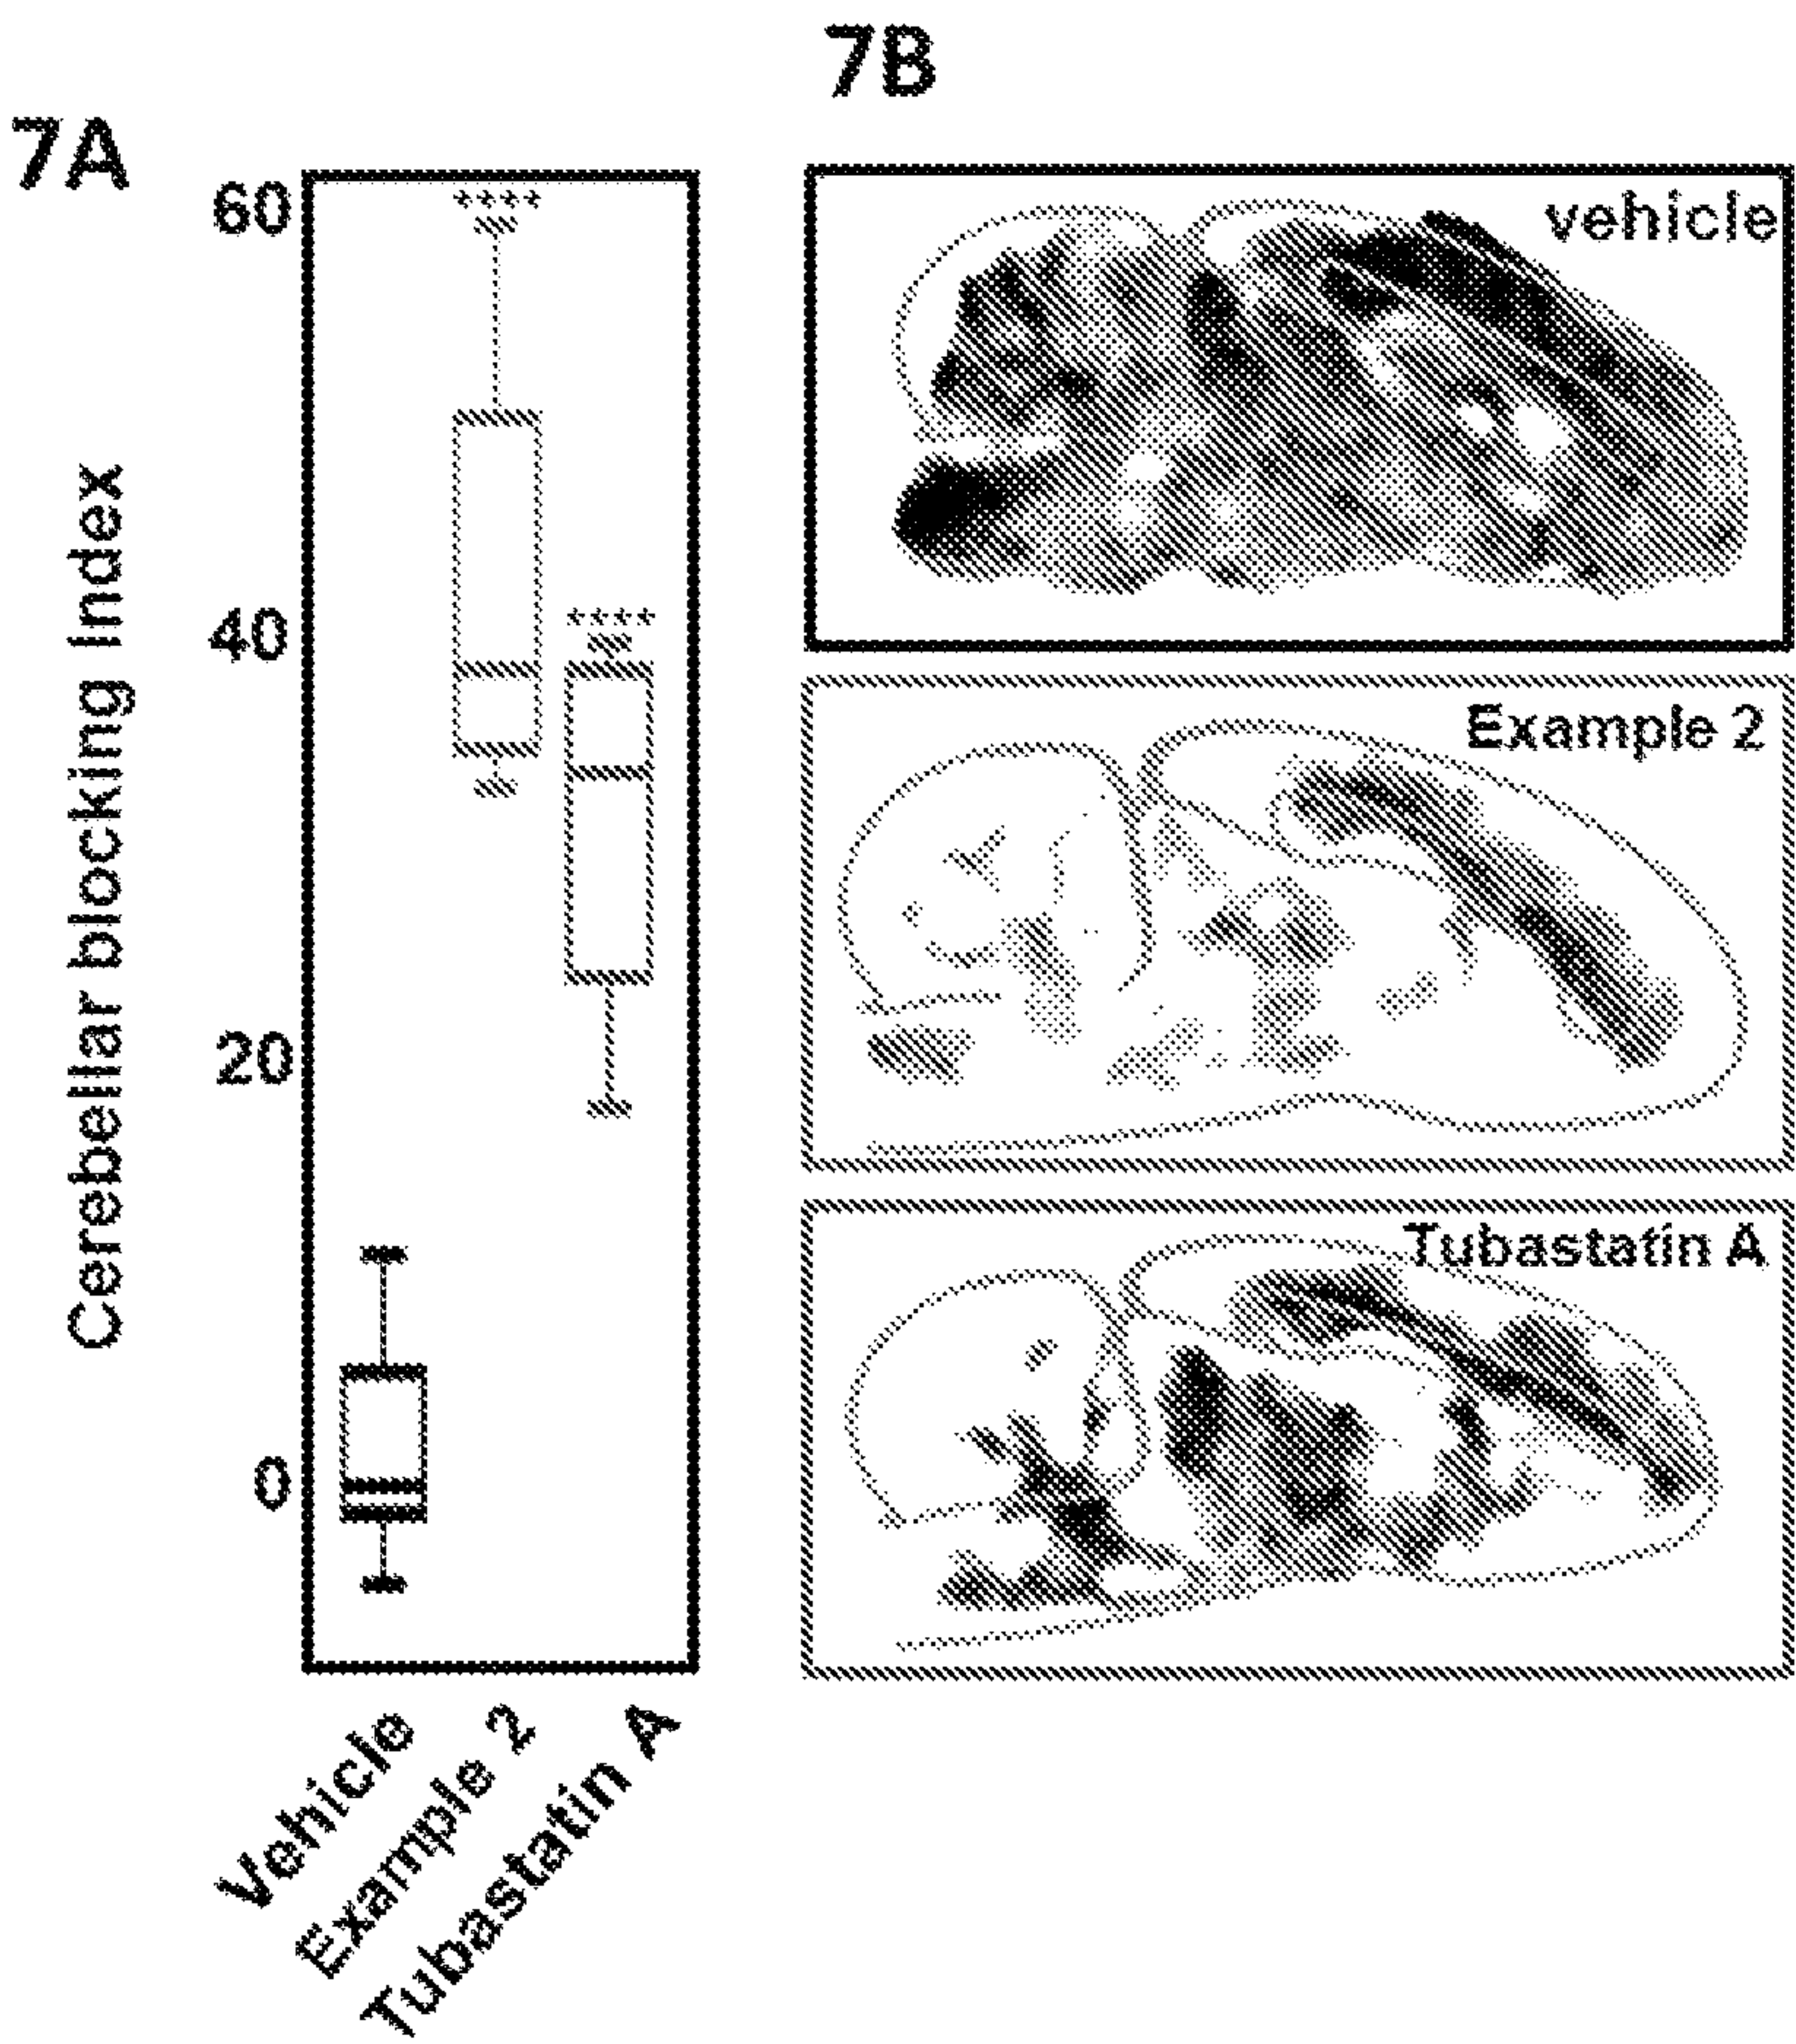 7A
Cerebellar blocking Index
60
40
20
0
****
****
Vehicle
Example 2
Tubastatin A
7B
vehicle
Example 2
Tubastatin A